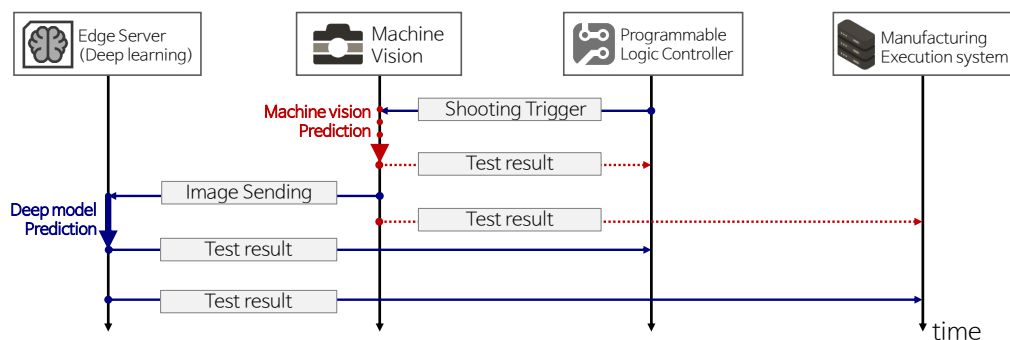 Edge Server
(Deep learning)
Machine
Vision
Programmable
Logic Controller
Manufacturing
Execution system
Machine vision
Prediction
Shooting Trigger
Test result
Image Sending
Deep model
Prediction
Test result
Test result
Test result
time